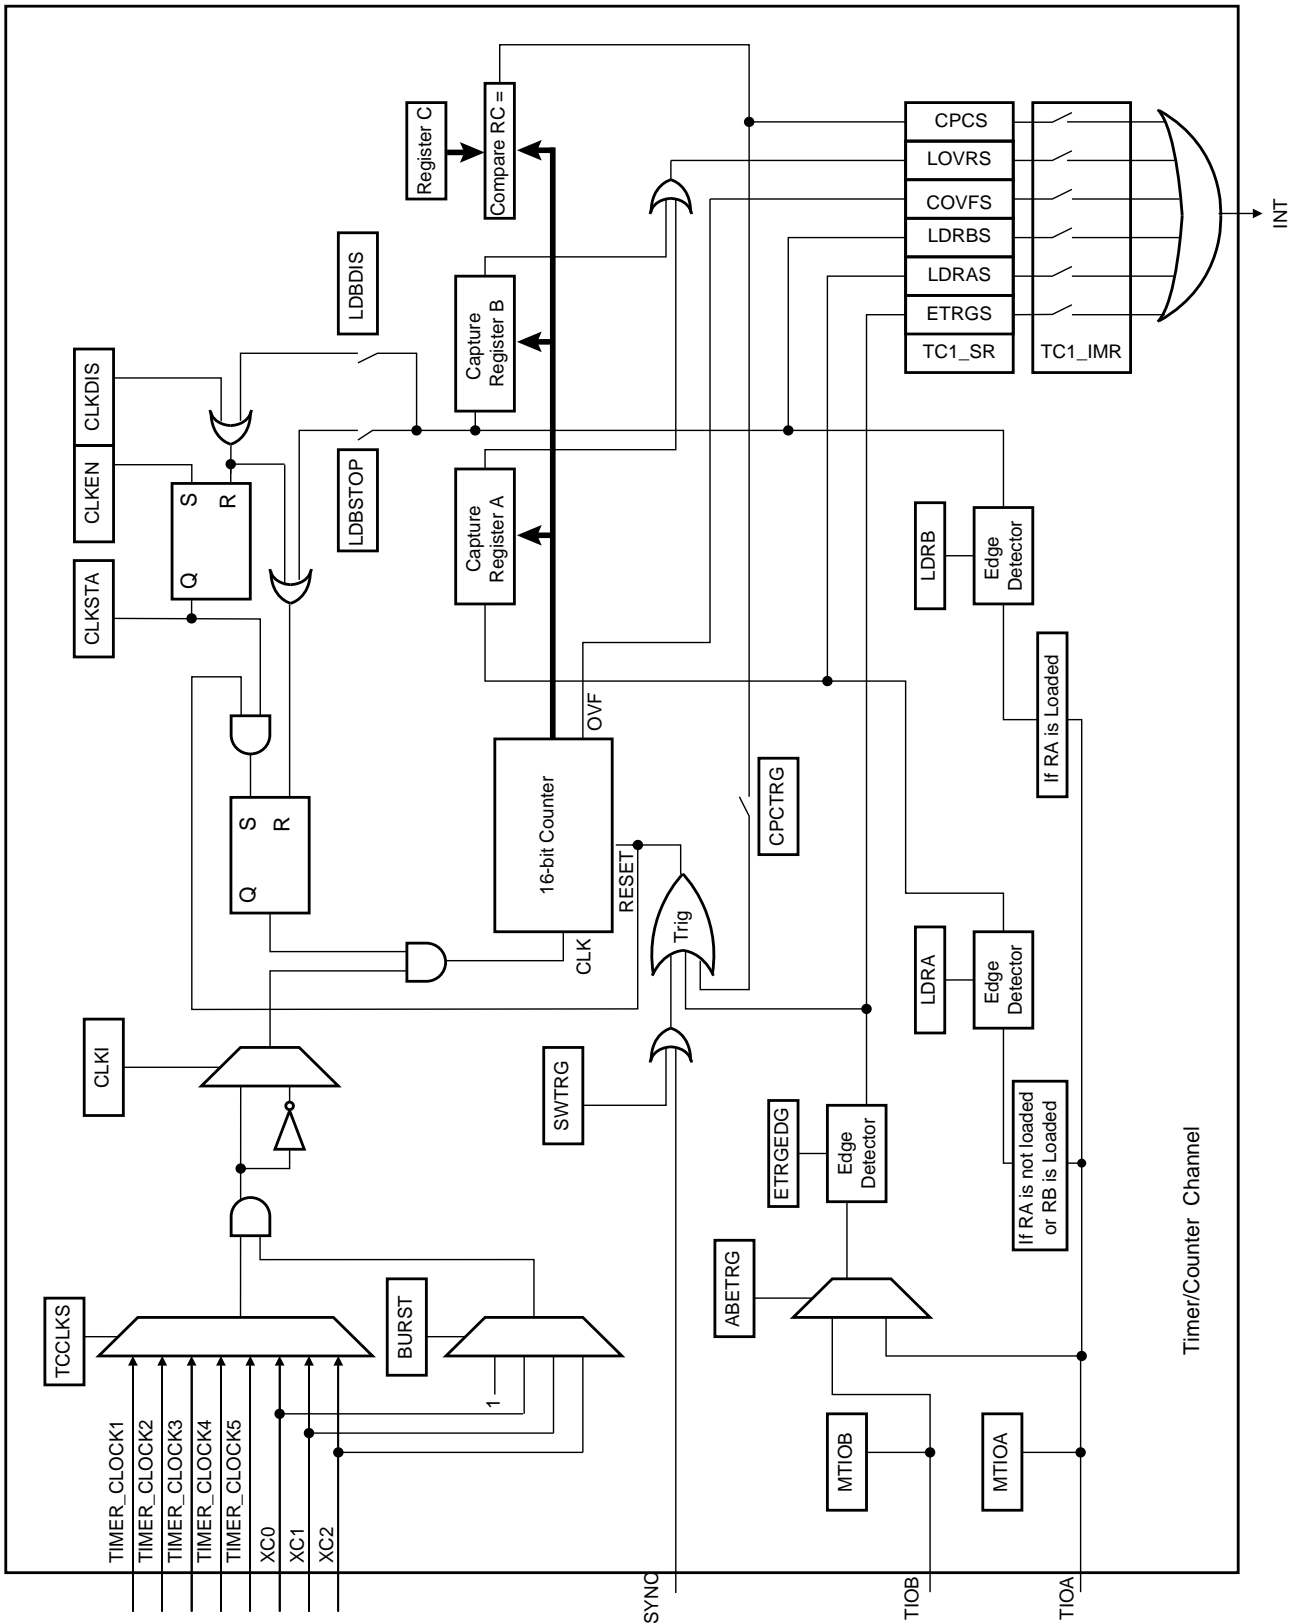 TCCLKS
TIMER_CLOCK1
TIMER_CLOCK2
TIMER_CLOCK3
TIMER_CLOCK4
TIMER_CLOCK5
XC0
XC1
XC2
CLKI
CLKSTA
CLKEN
CLKDIS
Q
S
R
Q
S
R
BURST
1
LDBSTOP
LDBDIS
Register C
Compare RC =
Capture
Register A
Capture
Register B
16-bit Counter
CLK
OVF
RESET
SWTRG
Trig
SYNC
CPCTRG
ABETRG
ETRGEDG
Edge
Detector
MTIOB
TIOB
LDRA
Edge
Detector
LDRB
Edge
Detector
MTIOA
TIOA
If RA is not loaded
or RB is Loaded
If RA is Loaded
CPCS
LOVRS
COVFS
LDRBS
LDRAS
ETRGS
TC1_SR
TC1_IMR
Timer/Counter Channel
INT